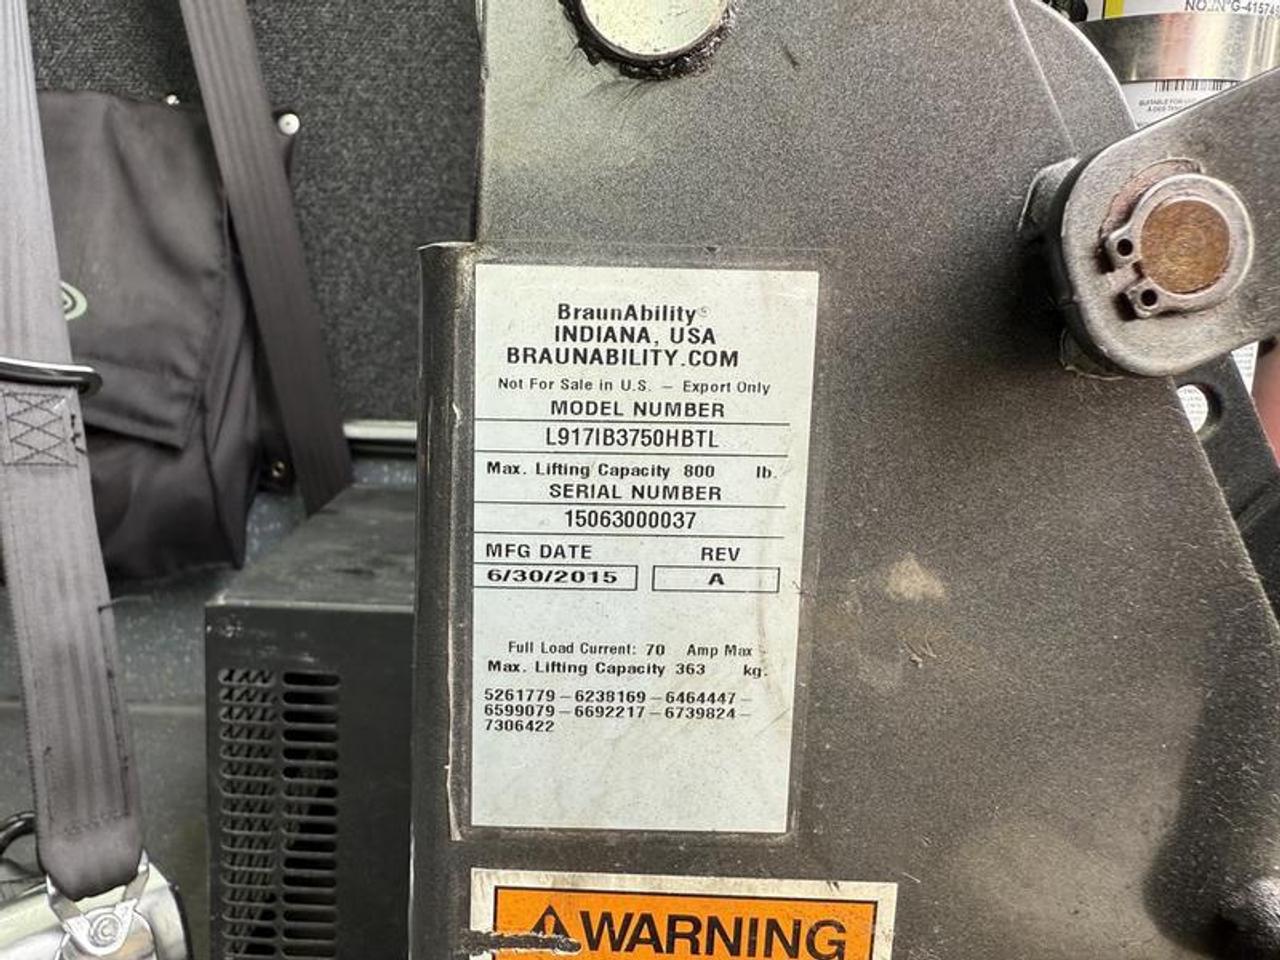 NO./N°G-41574
BraunAbility®
INDIANA, USA
BRAUNABILITY.COM
Not For Sale in U.S. – Export Only
MODEL NUMBER
L917IB3750HBTL
Max. Lifting Capacity 800 lb.
SERIAL NUMBER
15063000037
MFG DATE REV
6/30/2015 A
Full Load Current: 70 Amp Max
Max. Lifting Capacity 363 kg.
5261779 – 6238169 – 6464447 –
6599079 – 6692217 – 6739824 –
7306422
WARNING